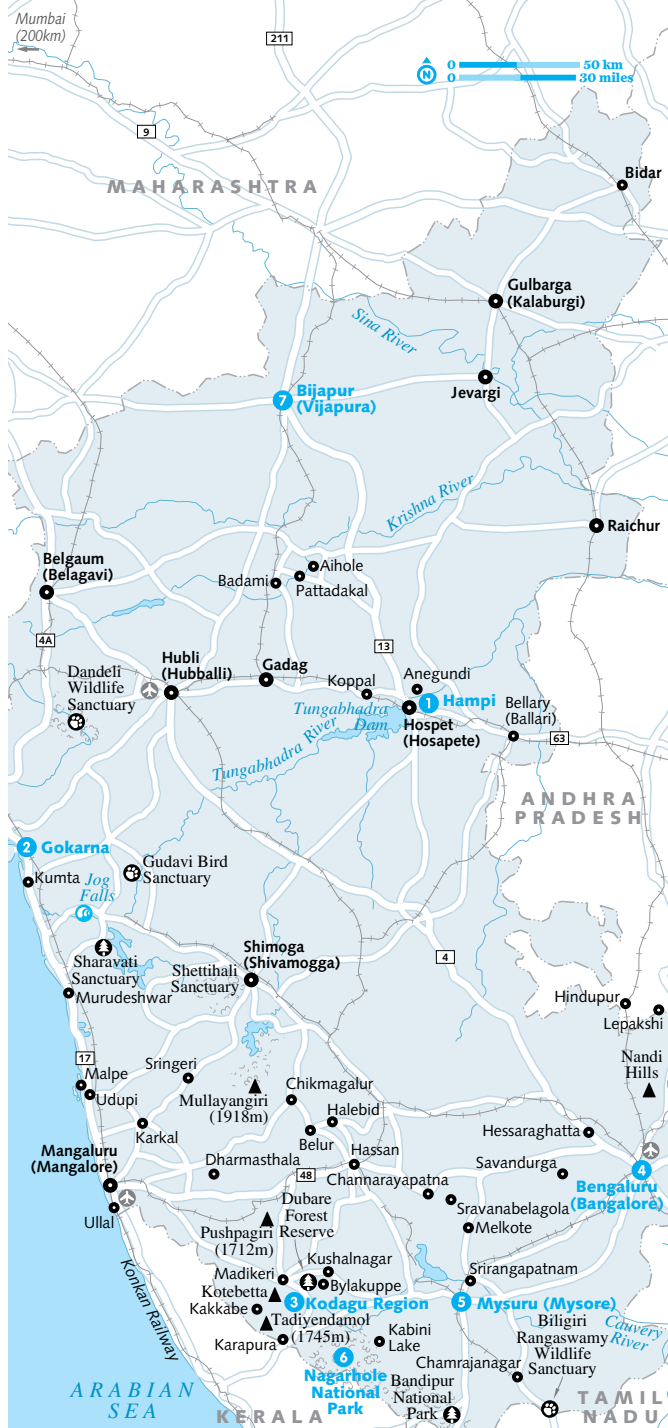 Mumbai
(200km)
211
0 50 km
N
0 30 miles
9
MAHARASHTRA
Bidar
Gulbarga
(Kalaburgi)
Sina River
Jevargi
7 Bijapur
(Vijapura)
Krishna River
Raichur
Belgaum
(Belagavi)
Aihole
Badami
Pattadakal
4A
13
Hubli
(Hubballi)
Gadag
Dandeli
Wildlife
Sanctuary
Koppal
Anegundi
1 Hampi
Tungabhadra
Dam
Hospet
(Hosapete)
Bellary
(Ballari)
63
Tungabhadra River
ANDHRA
PRADESH
2 Gokarna
Kumta
Gudavi Bird
Sanctuary
Jog
Falls
Sharavati
Sanctuary
Shimoga
(Shivamogga)
Shettihali
Sanctuary
4
Murudeshwar
Hindupur
Lepakshi
Nandi
Hills
17
Sringeri
Malpe
Udupi
Mullayangiri
(1918m)
Chikmagalur
Halebid
Karkal
Belur
Hessaraghatta
Mangaluru
(Mangalore)
Dharmasthala
48
Hassan
Savandurga
4
Bengaluru
(Bangalore)
Channarayapatna
Sravanabelagola
Ullal
Dubare
Forest
Reserve
Pushpagiri
(1712m)
Melkote
Kushalnagar
Madikeri
Bylakuppe
Srirangapatnam
Kotebetta
3 Kodagu Region
5 Mysuru (Mysore)
Kakkabe
Tadiyendamol
(1745m)
Konkan Railway
Cauvery
River
Biligiri
Rangaswamy
Wildlife
Sanctuary
Karapura
Kabini
Lake
6
Nagarhole
National
Park
Chamrajanagar
Bandipur
National
Park
ARABIAN
SEA
KERALA
TAMIL
NADU